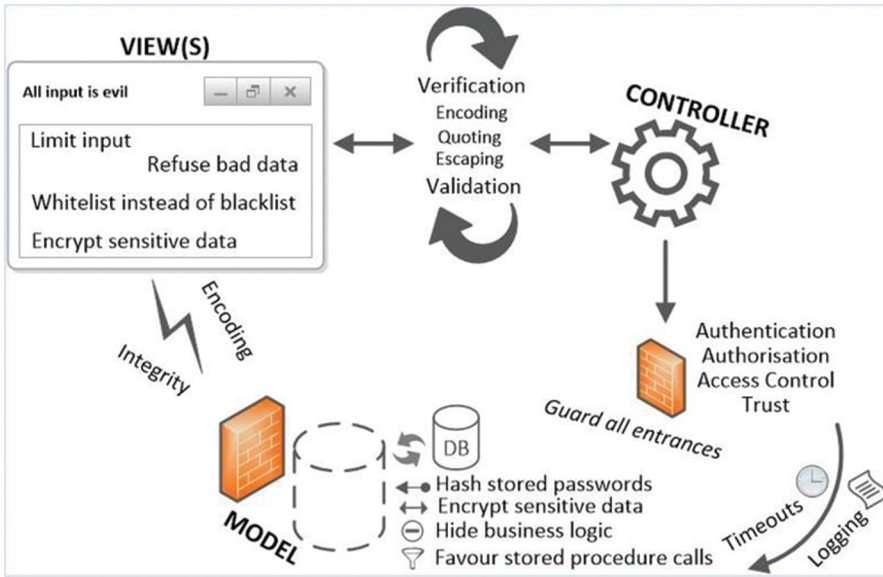 VIEW(S)
All input is evil
Limit input
Refuse bad data
Whitelist instead of blacklist
Encrypt sensitive data
Verification
Encoding
Quoting
Escaping
Validation
CONTROLLER
Authentication
Authorisation
Access Control
Trust
Guard all entrances
Timeouts
Logging
Encoding
Integrity
MODEL
DB
Hash stored passwords
Encrypt sensitive data
Hide business logic
Favour stored procedure calls